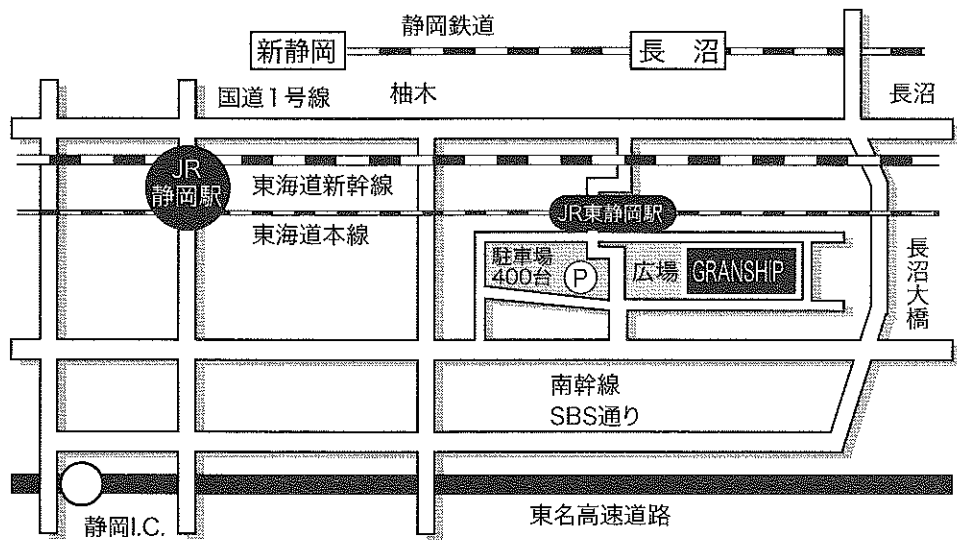 静岡鉄道
新静岡
長 沼
国道1号線
柚木
長沼
JR
静岡駅
東海道新幹線
東海道本線
JR東静岡駅
駐車場
400台
P
広場
GRANSHIP
長沼大橋
南幹線
SBS通り
静岡I.C.
東名高速道路